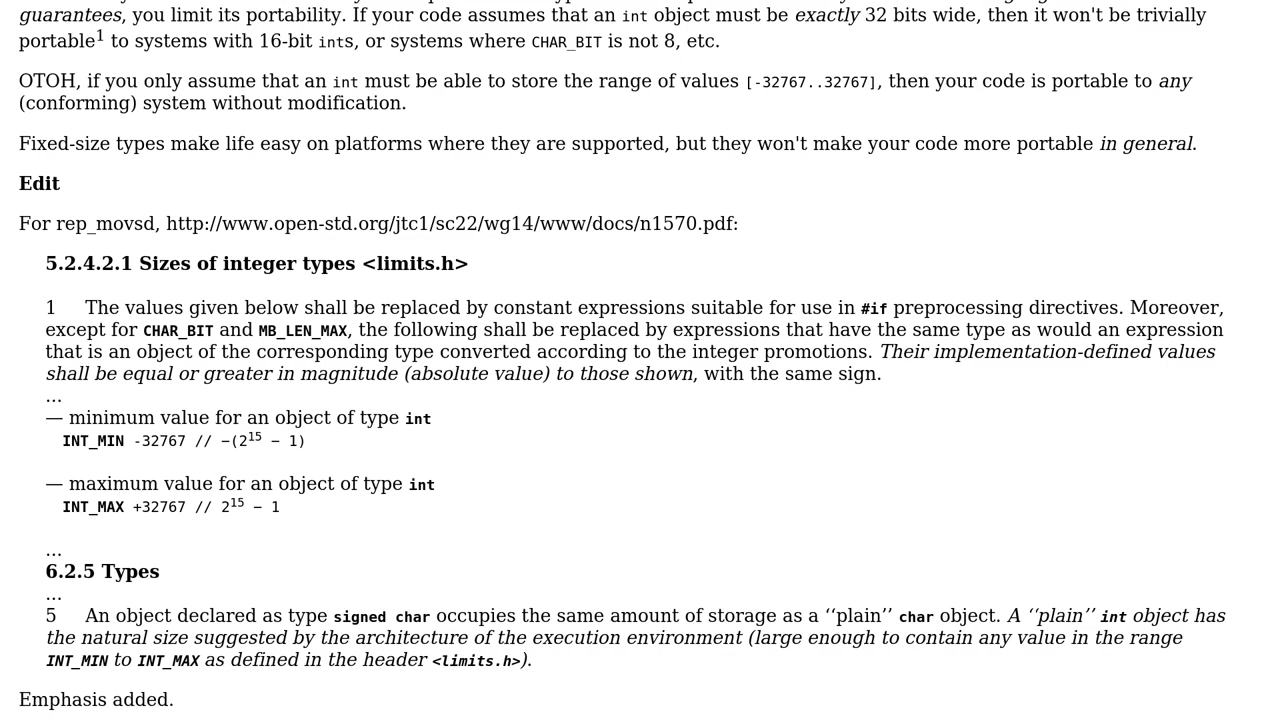 guarantees, you limit its portability. If your code assumes that an int object must be exactly 32 bits wide, then it won't be trivially
portable1 to systems with 16-bit ints, or systems where CHAR_BIT is not 8, etc.
OTOH, if you only assume that an int must be able to store the range of values [-32767..32767], then your code is portable to any
(conforming) system without modification.
Fixed-size types make life easy on platforms where they are supported, but they won't make your code more portable in general.
Edit
For rep_movsd, http://www.open-std.org/jtc1/sc22/wg14/www/docs/n1570.pdf:
5.2.4.2.1 Sizes of integer types <limits.h>
1 The values given below shall be replaced by constant expressions suitable for use in #if preprocessing directives. Moreover,
except for CHAR_BIT and MB_LEN_MAX, the following shall be replaced by expressions that have the same type as would an expression
that is an object of the corresponding type converted according to the integer promotions. Their implementation-defined values
shall be equal or greater in magnitude (absolute value) to those shown, with the same sign.
...
— minimum value for an object of type int
INT_MIN -32767 // −(2^15 − 1)
— maximum value for an object of type int
INT_MAX +32767 // 2^15 − 1
...
6.2.5 Types
...
5 An object declared as type signed char occupies the same amount of storage as a ‘‘plain’’ char object. A ‘‘plain’’ int object has
the natural size suggested by the architecture of the execution environment (large enough to contain any value in the range
INT_MIN to INT_MAX as defined in the header <limits.h>).
Emphasis added.